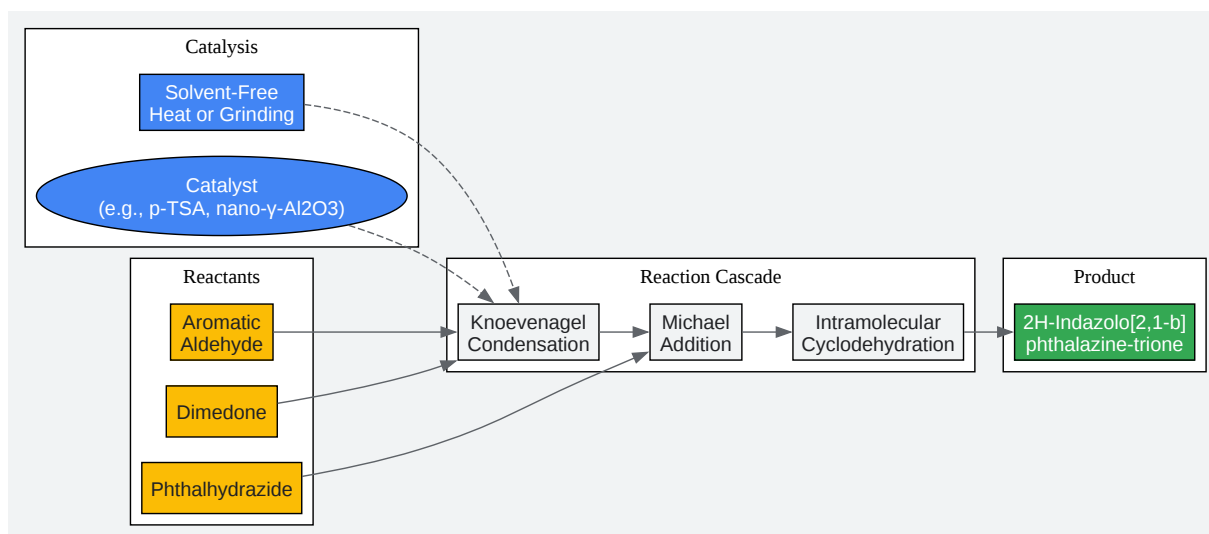 Catalysis
Solvent-Free
Heat or Grinding
Catalyst
(e.g., p-TSA, nano-γ-Al2O3)
Reactants
Aromatic
Aldehyde
Dimedone
Phthalhydrazide
Reaction Cascade
Knoevenagel
Condensation
Michael
Addition
Intramolecular
Cyclodehydration
Product
2H-Indazolo[2,1-b]
phthalazine-trione